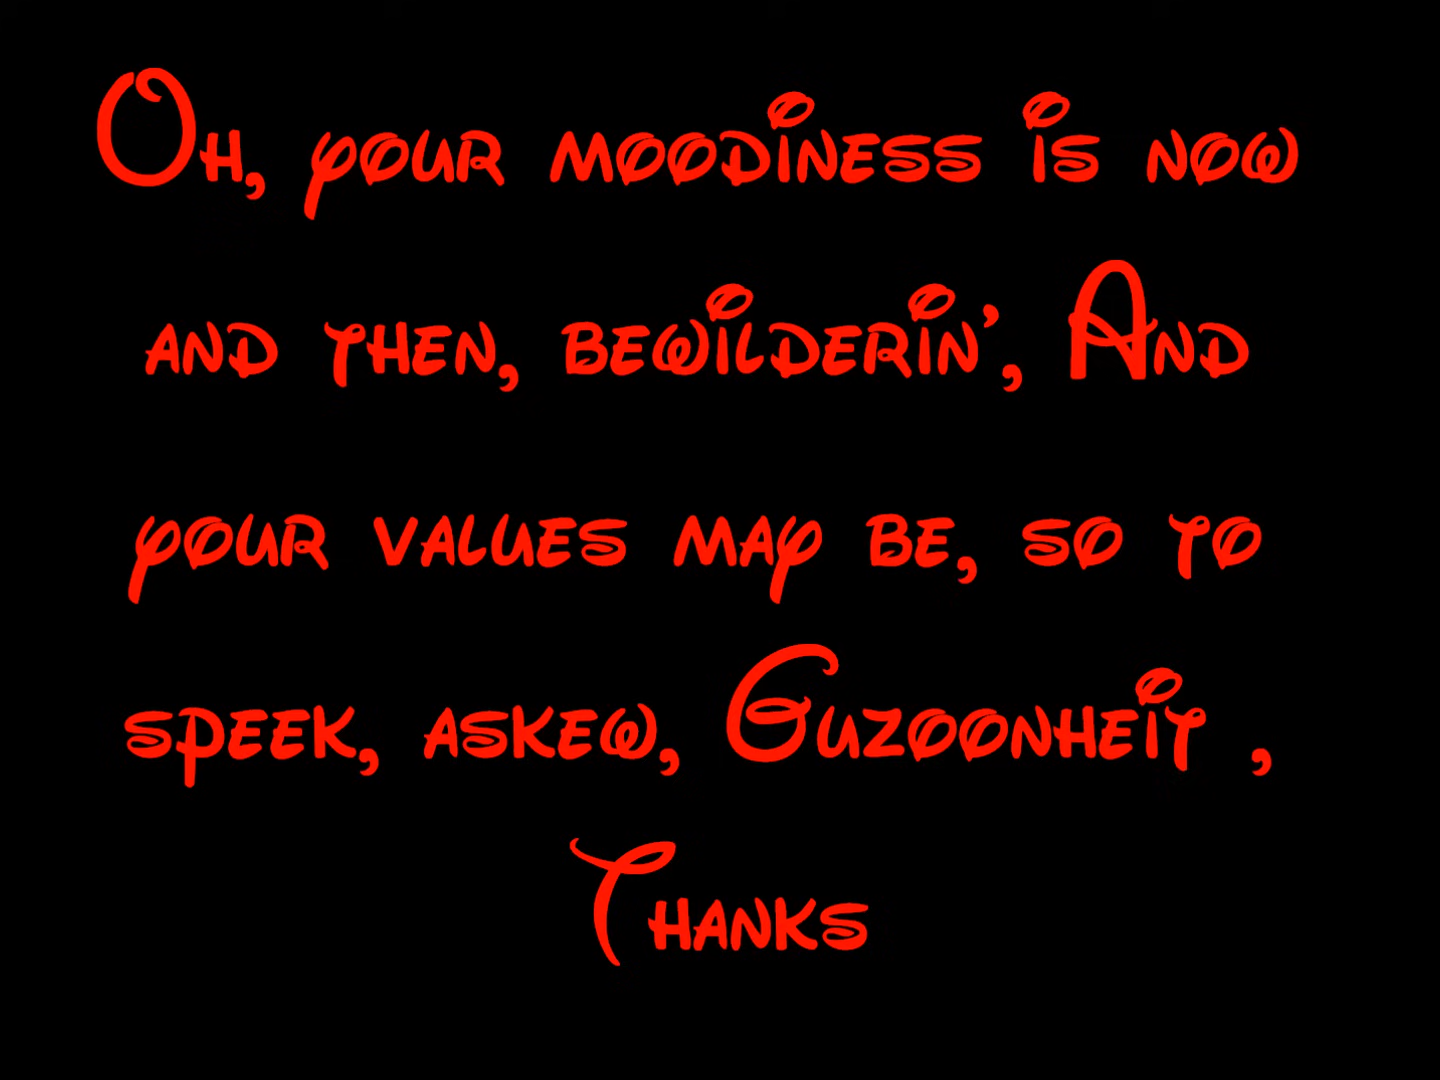 Oh, your moodiness is now
and then, bewilderin', And
your values may be, so to
speek, askew, Guzoonheit ,
Thanks